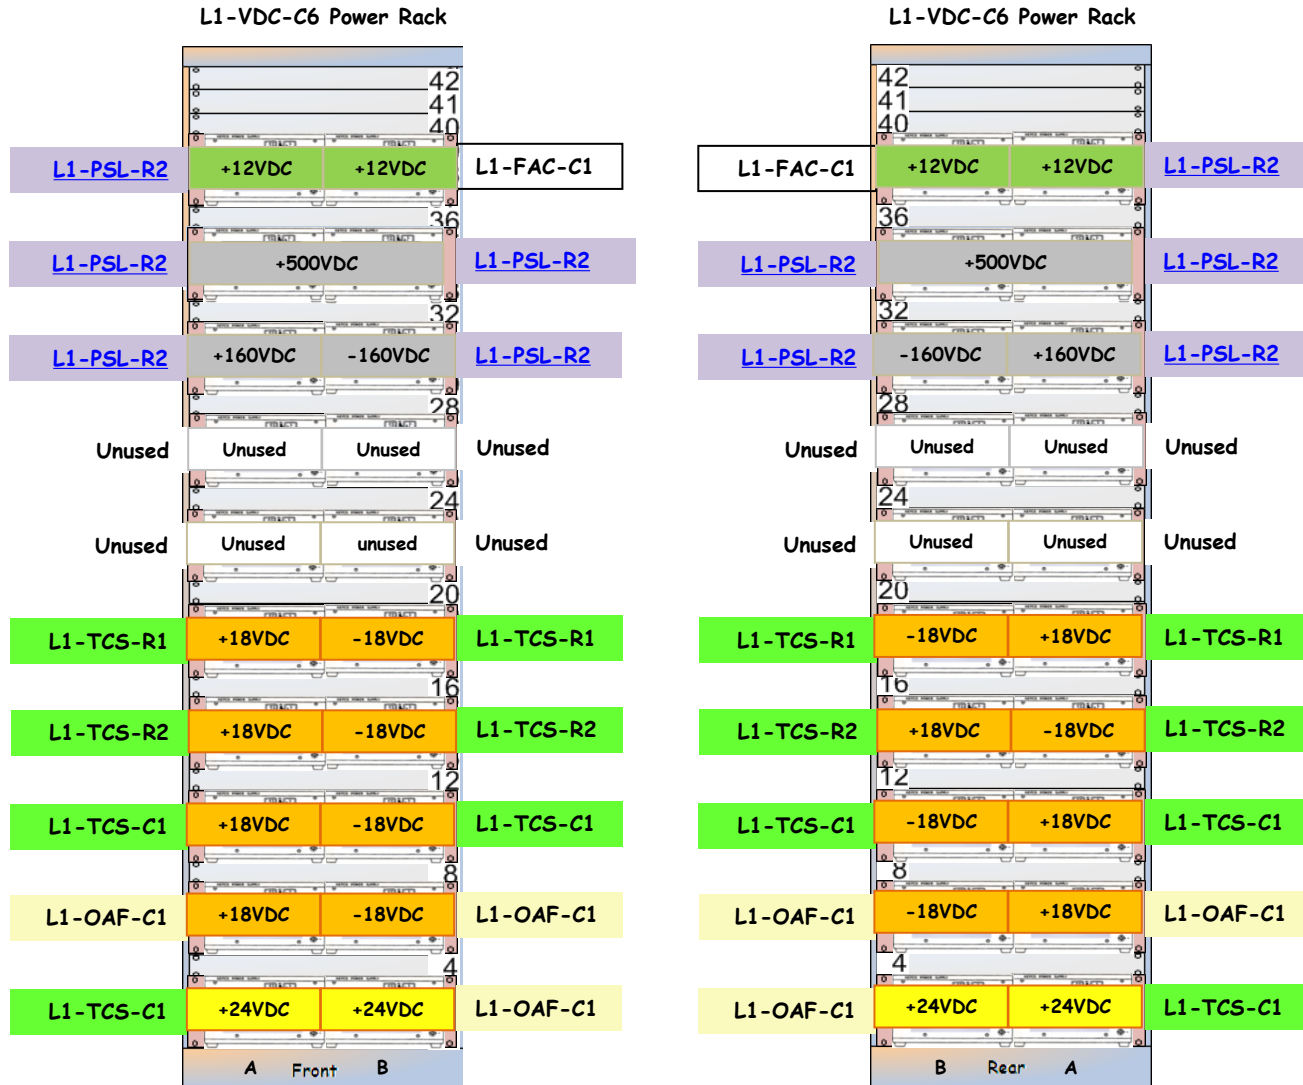 L1-VDC-C6 Power Rack
42
41
40
L1-PSL-R2 +12VDC +12VDC L1-FAC-C1
36
L1-PSL-R2 +500VDC L1-PSL-R2
32
L1-PSL-R2 +160VDC -160VDC L1-PSL-R2
28
Unused Unused Unused Unused
24
Unused Unused unused Unused
20
L1-TCS-R1 +18VDC -18VDC L1-TCS-R1
16
L1-TCS-R2 +18VDC -18VDC L1-TCS-R2
12
L1-TCS-C1 +18VDC -18VDC L1-TCS-C1
8
L1-OAF-C1 +18VDC -18VDC L1-OAF-C1
4
L1-TCS-C1 +24VDC +24VDC L1-OAF-C1
A Front B
L1-VDC-C6 Power Rack
42
41
40
L1-FAC-C1 +12VDC +12VDC L1-PSL-R2
36
L1-PSL-R2 +500VDC L1-PSL-R2
32
L1-PSL-R2 -160VDC +160VDC L1-PSL-R2
28
Unused Unused Unused Unused
24
Unused Unused Unused Unused
20
L1-TCS-R1 -18VDC +18VDC L1-TCS-R1
16
L1-TCS-R2 +18VDC -18VDC L1-TCS-R2
12
L1-TCS-C1 -18VDC +18VDC L1-TCS-C1
8
L1-OAF-C1 -18VDC +18VDC L1-OAF-C1
4
L1-OAF-C1 +24VDC +24VDC L1-TCS-C1
B Rear A